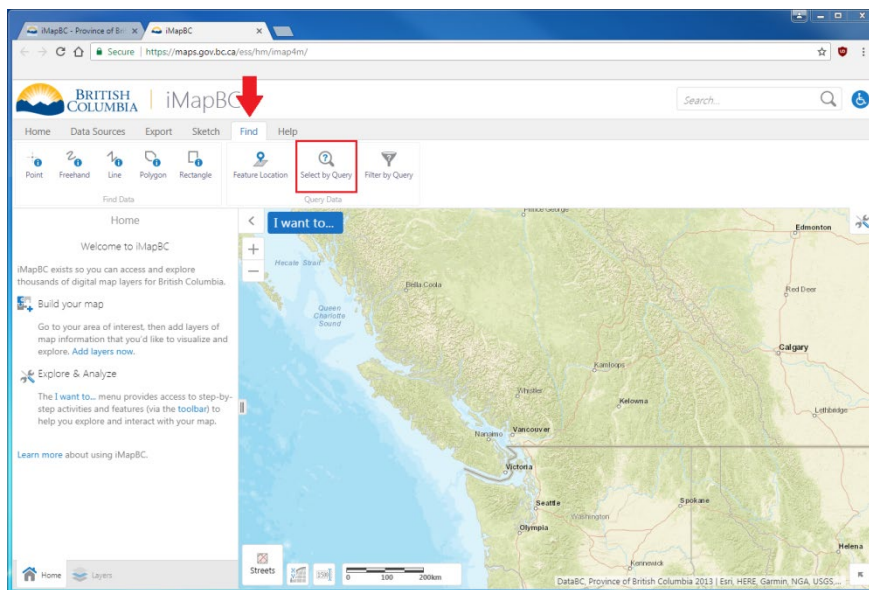 iMapBC - Province of Bri
iMapBC
Secure | https://maps.gov.bc.ca/ess/hm/imap4m/
BRITISH
COLUMBIA
iMapBC
Search...
Home Data Sources Export Sketch Find Help
Point Freehand Line Polygon Rectangle Feature Location Select by Query Filter by Query
Find Data Query Data
Home
Welcome to iMapBC
iMapBC exists so you can access and explore
thousands of digital map layers for British Columbia.
Build your map
Go to your area of interest, then add layers of
map information that you'd like to visualize and
explore. Add layers now.
Explore & Analyze
The I want to... menu provides access to step-by-
step activities and features (via the toolbar) to
help you explore and interact with your map.
Learn more about using iMapBC.
Home Layers
I want to...
Prince George
Edmonton
Hecate Strait
Bella Coola
Red Deer
Queen
Charlotte
Sound
Calgary
Kamloops
Whistler
Kelowna
Lethbridge
Vancouver
Nanaimo
Victoria
Seattle
Spokane
Washington
Olympia
Helena
Kennewick
Streets
0 100 200km
DataBC, Province of British Columbia 2013 | Esri, HERE, Garmin, NGA, USGS,...